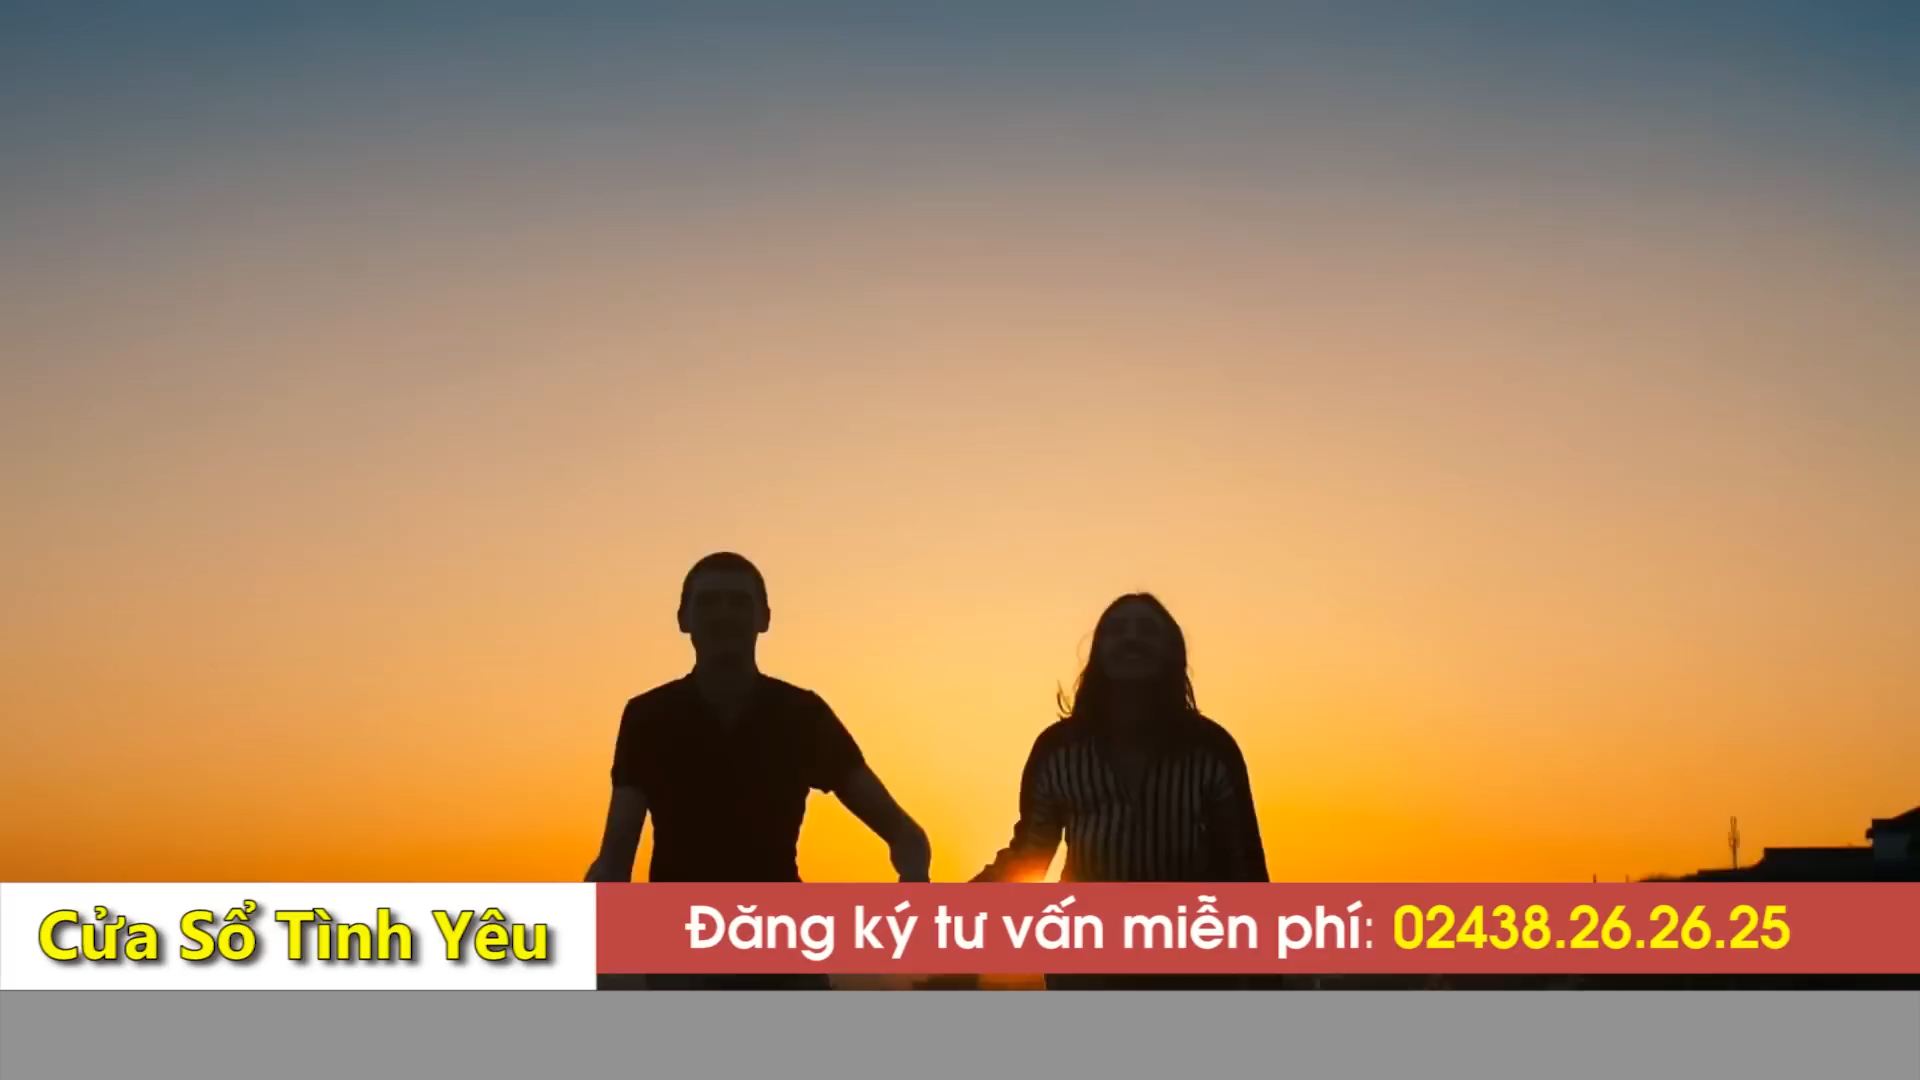 Cửa Sổ Tình Yêu
Đăng ký tư vấn miễn phí: 02438.26.26.25